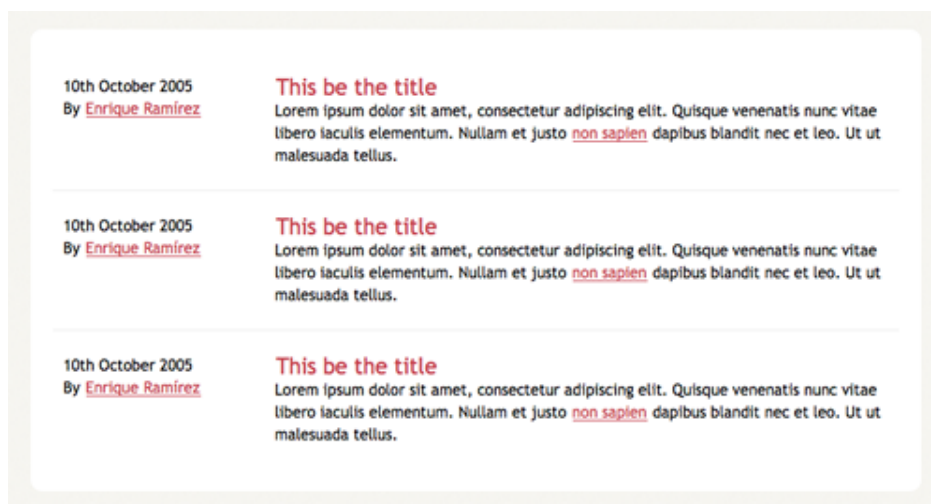 10th October 2005
By Enrique Ramírez
This be the title
Lorem ipsum dolor sit amet, consectetur adipiscing elit. Quisque venenatis nunc vitae
libero iaculis elementum. Nullam et justo non sapien dapibus blandit nec et leo. Ut ut
malesuada tellus.
10th October 2005
By Enrique Ramírez
This be the title
Lorem ipsum dolor sit amet, consectetur adipiscing elit. Quisque venenatis nunc vitae
libero iaculis elementum. Nullam et justo non sapien dapibus blandit nec et leo. Ut ut
malesuada tellus.
10th October 2005
By Enrique Ramírez
This be the title
Lorem ipsum dolor sit amet, consectetur adipiscing elit. Quisque venenatis nunc vitae
libero iaculis elementum. Nullam et justo non sapien dapibus blandit nec et leo. Ut ut
malesuada tellus.